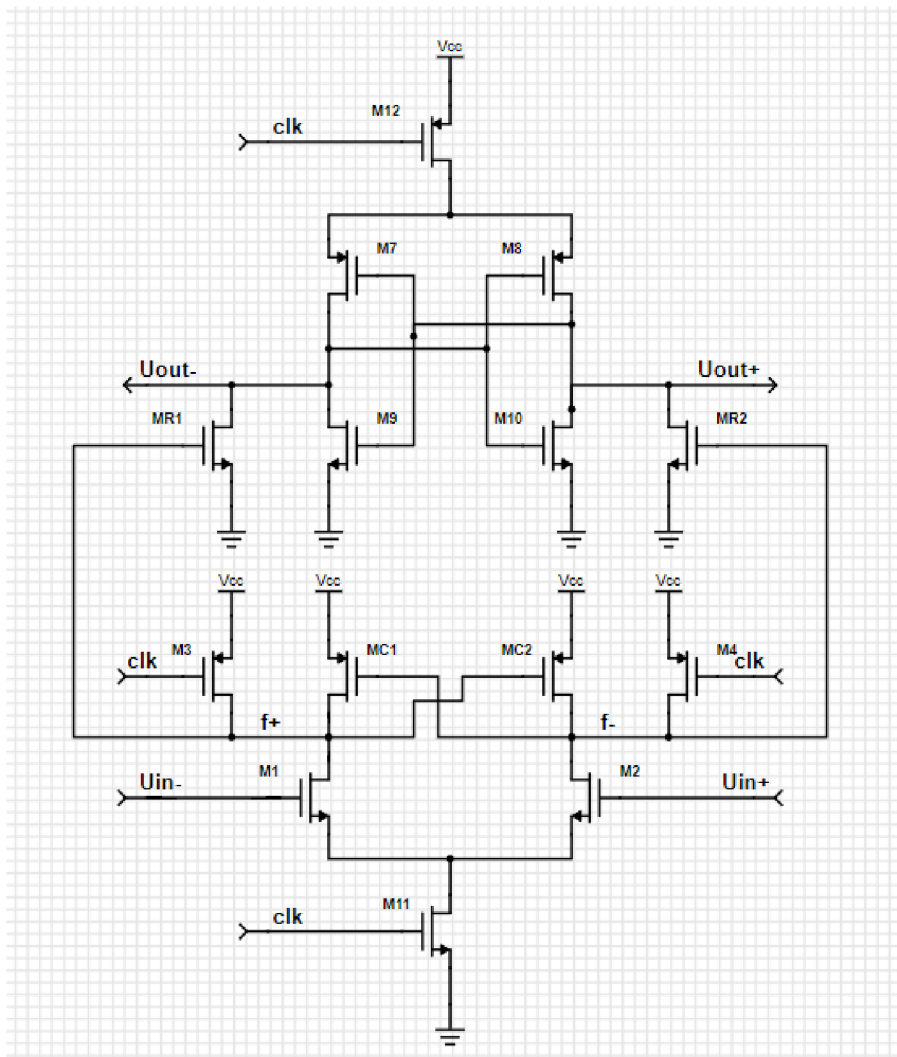 Vcc
M12
clk
M7 M8
Uout- Uout+
MR1 M9 M10 MR2
Vcc Vcc Vcc Vcc
M3 MC1 MC2 M4
clk clk
f+ f-
M1 M2
Uin- Uin+
M11
clk